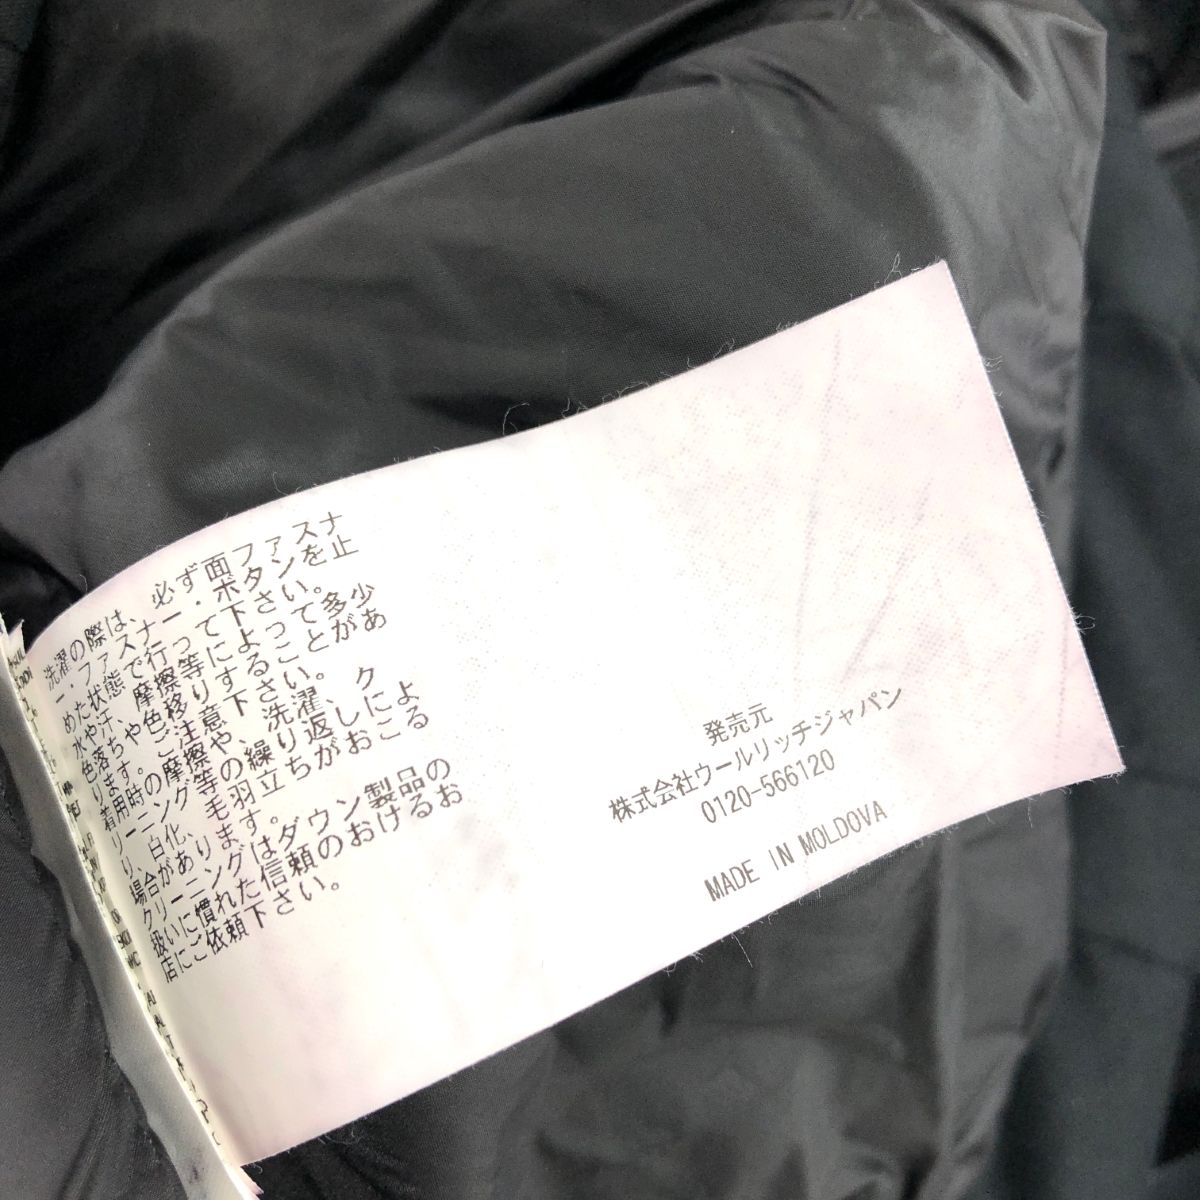 洗濯の際は、必ず面ファスナ
ー・ファスナー・ボタンを止
めた状態で行って下さい。
水や汗、摩擦等によって多少
色落ちや色移りすることがあ
ります。ご注意下さい。
着用時の摩擦や、洗濯、ク
リーニング等の繰り返しによ
り、白化、毛羽立ちがおこる
場合があります。
クリーニングはダウン製品の
扱いに慣れた信頼のおけるお
店にご依頼下さい。
発売元
株式会社ウールリッチジャパン
0120-566120
MADE IN MOLDOVA